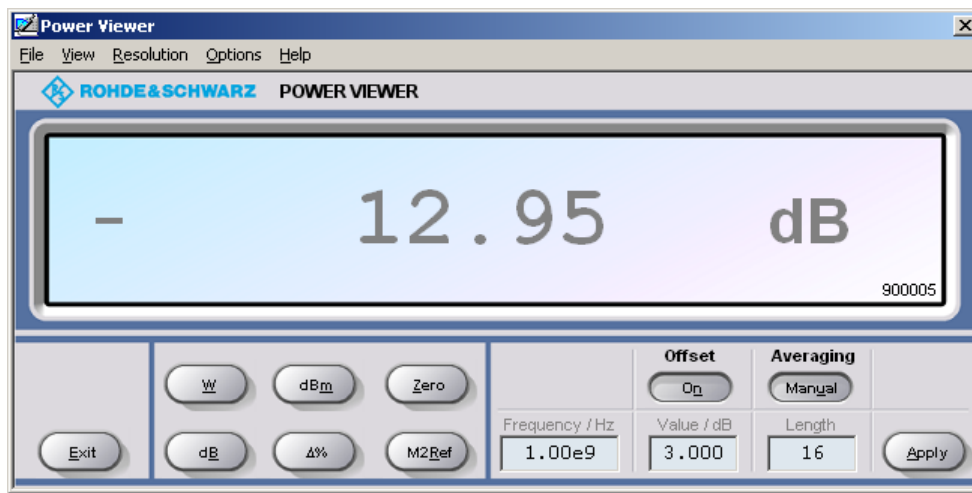 Power Viewer
File View Resolution Options Help
ROHDE&SCHWARZ POWER VIEWER
- 12.95 dB
900005
Offset Averaging
W dBm Zero On Manual
Frequency / Hz Value / dB Length
Exit dB Δ% M2Ref 1.00e9 3.000 16 Apply